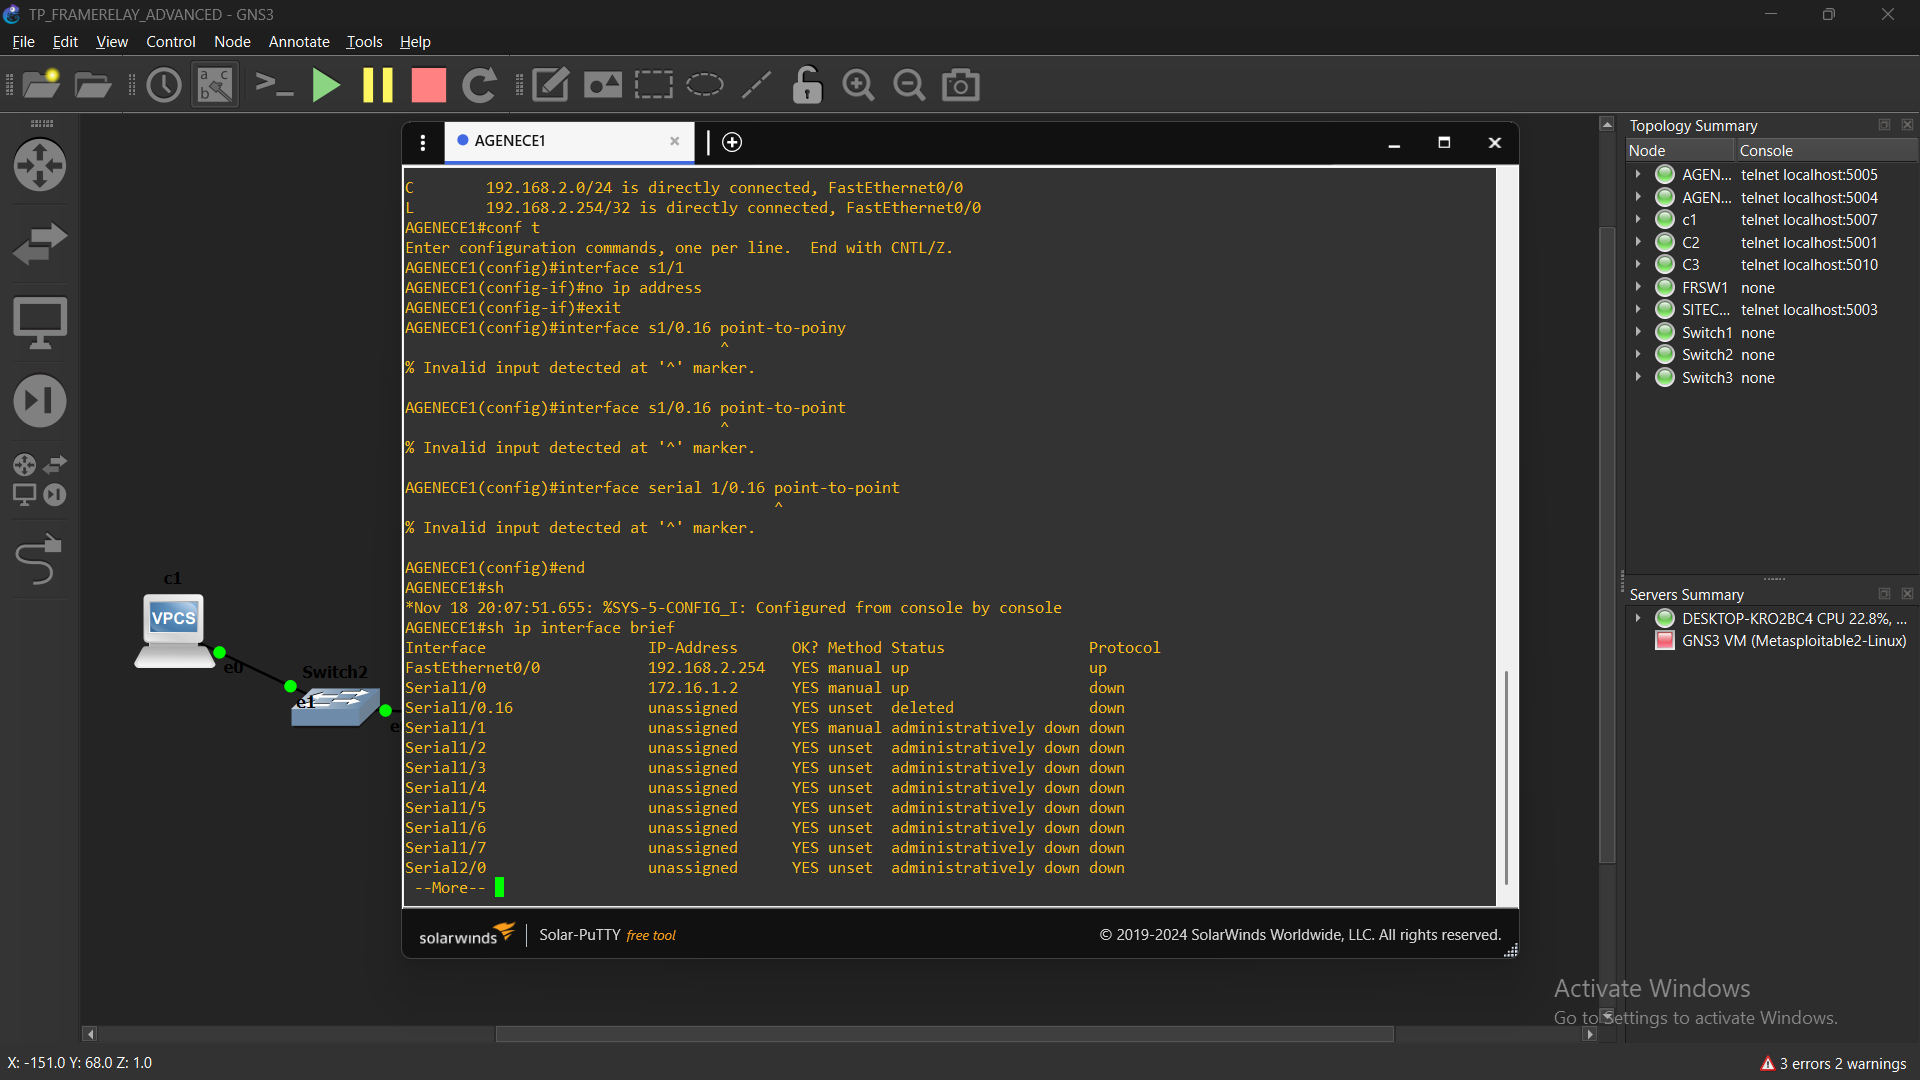 TP_FRAMERELAY_ADVANCED - GNS3
File Edit View Control Node Annotate Tools Help
AGENECE1
C        192.168.2.0/24 is directly connected, FastEthernet0/0
L        192.168.2.254/32 is directly connected, FastEthernet0/0
AGENECE1#conf t
Enter configuration commands, one per line.  End with CNTL/Z.
AGENECE1(config)#interface s1/1
AGENECE1(config-if)#no ip address
AGENECE1(config-if)#exit
AGENECE1(config)#interface s1/0.16 point-to-poiny
^
% Invalid input detected at '^' marker.
AGENECE1(config)#interface s1/0.16 point-to-point
^
% Invalid input detected at '^' marker.
AGENECE1(config)#interface serial 1/0.16 point-to-point
^
% Invalid input detected at '^' marker.
AGENECE1(config)#end
AGENECE1#sh
*Nov 18 20:07:51.655: %SYS-5-CONFIG_I: Configured from console by console
AGENECE1#sh ip interface brief
Interface IP-Address OK? Method Status Protocol
FastEthernet0/0 192.168.2.254 YES manual up up
Serial1/0 172.16.1.2 YES manual up down
Serial1/0.16 unassigned YES unset deleted down
Serial1/1 unassigned YES manual administratively down down
Serial1/2 unassigned YES unset administratively down down
Serial1/3 unassigned YES unset administratively down down
Serial1/4 unassigned YES unset administratively down down
Serial1/5 unassigned YES unset administratively down down
Serial1/6 unassigned YES unset administratively down down
Serial1/7 unassigned YES unset administratively down down
Serial2/0 unassigned YES unset administratively down down
--More--
solarwinds Solar-PuTTY free tool © 2019-2024 SolarWinds Worldwide, LLC. All rights reserved.
c1
VPCS
e0
Switch2
e1
e
Topology Summary
Node Console
AGEN... telnet localhost:5005
AGEN... telnet localhost:5004
c1 telnet localhost:5007
C2 telnet localhost:5001
C3 telnet localhost:5010
FRSW1 none
SITEC... telnet localhost:5003
Switch1 none
Switch2 none
Switch3 none
Servers Summary
DESKTOP-KRO2BC4 CPU 22.8%, ...
GNS3 VM (Metasploitable2-Linux)
Activate Windows
Go to Settings to activate Windows.
X: -151.0 Y: 68.0 Z: 1.0
3 errors 2 warnings